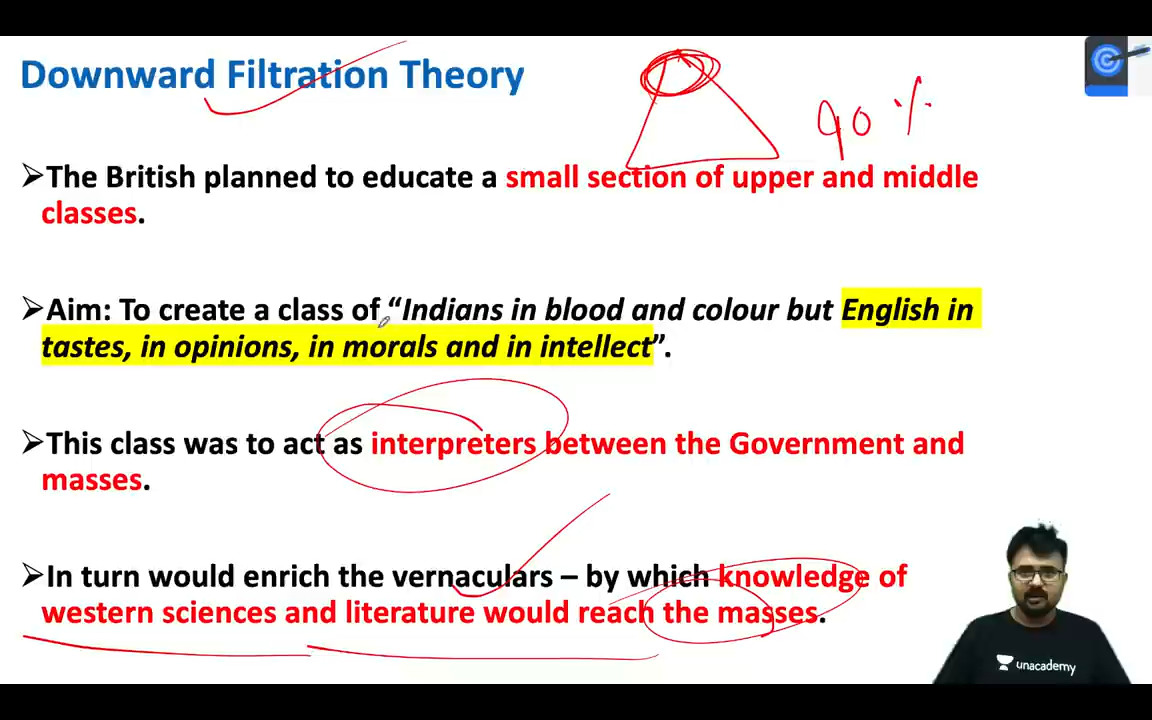 Downward Filtration Theory
90 %
➢The British planned to educate a small section of upper and middle
classes.
➢Aim: To create a class of “Indians in blood and colour but English in
tastes, in opinions, in morals and in intellect”.
➢This class was to act as interpreters between the Government and
masses.
➢In turn would enrich the vernaculars – by which knowledge of
western sciences and literature would reach the masses.
unacademy